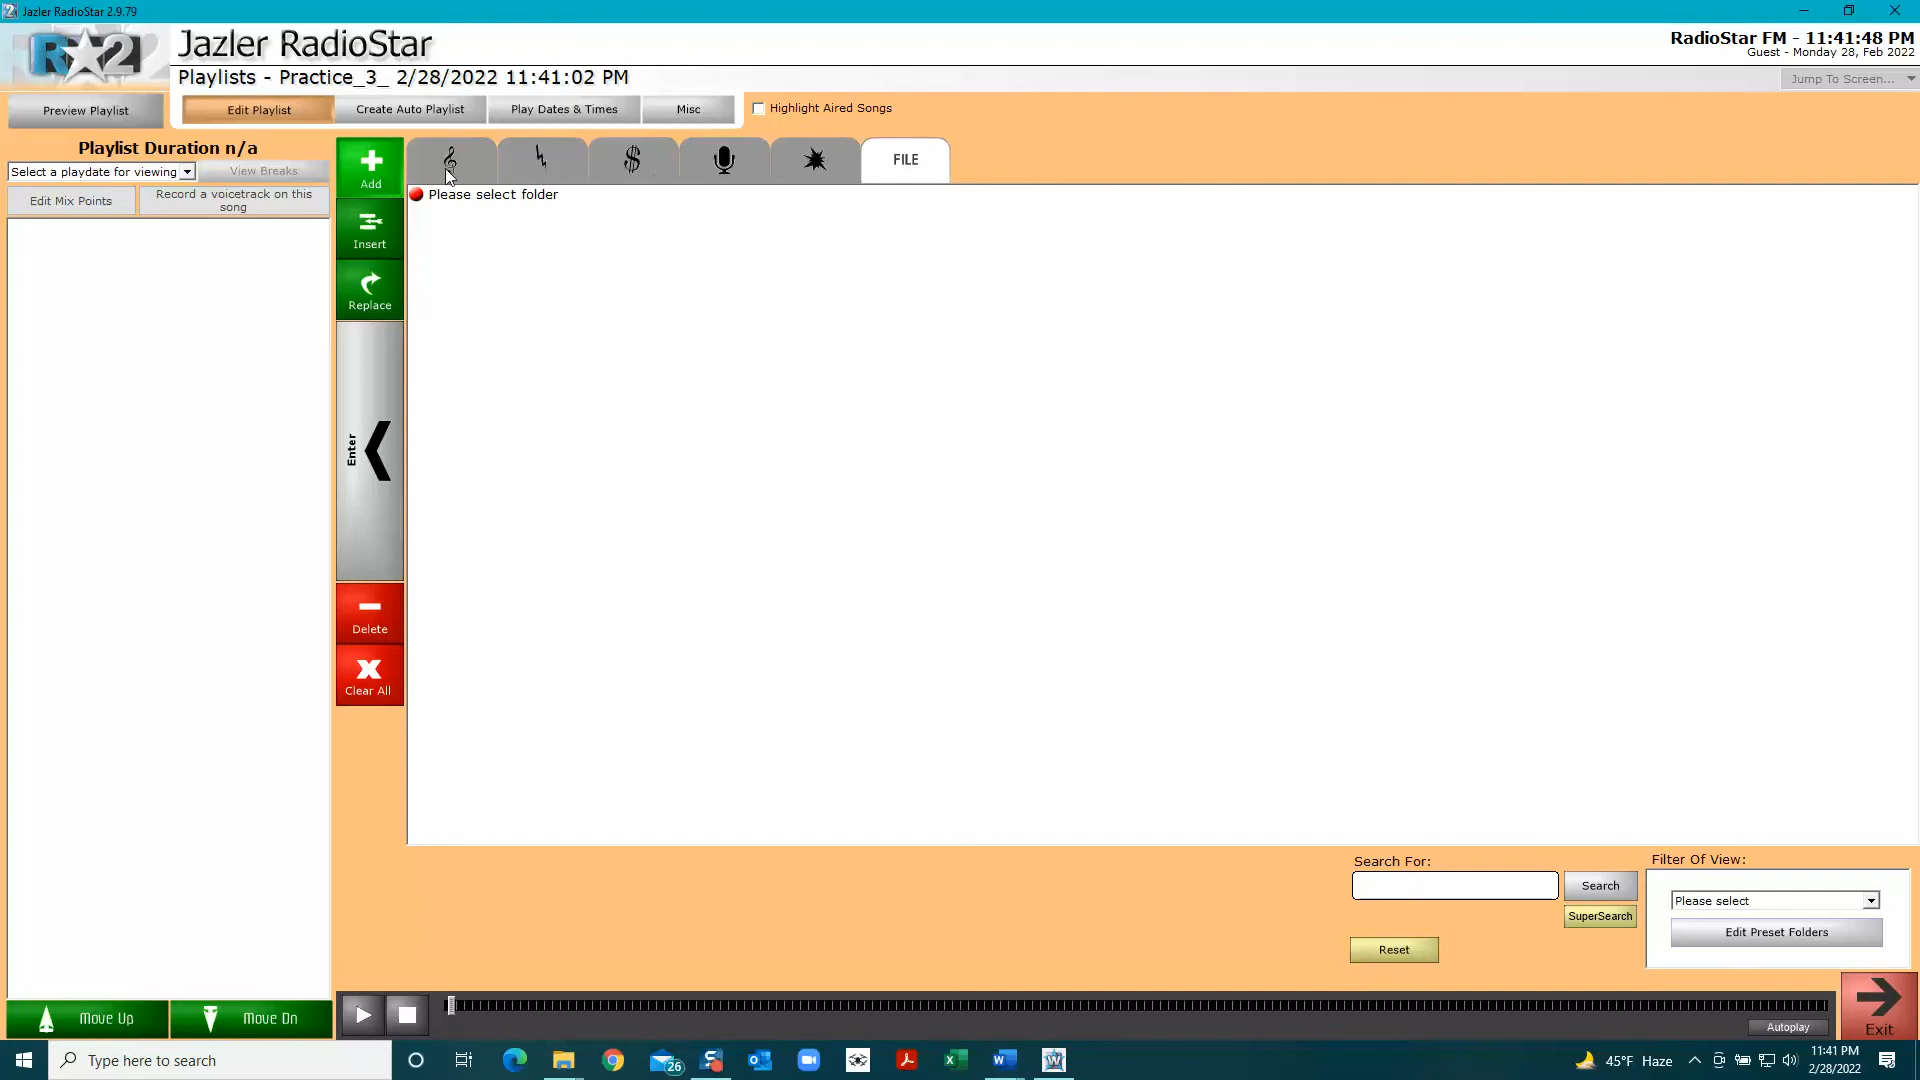 Jazler RadioStar 2.9.79
R 2
Jazler RadioStar
RadioStar FM - 11:41:48 PM
Guest - Monday 28, Feb 2022
Playlists - Practice_3_ 2/28/2022 11:41:02 PM
Jump To Screen...
Preview Playlist
Edit Playlist
Create Auto Playlist
Play Dates & Times
Misc
Highlight Aired Songs
Playlist Duration n/a
Select a playdate for viewing
View Breaks
Edit Mix Points
Record a voicetrack on this
song
Add
Insert
Replace
Enter
Delete
Clear All
$
FILE
Please select folder
Search For:
Search
SuperSearch
Reset
Filter Of View:
Please select
Edit Preset Folders
Move Up
Move Dn
Autoplay
Exit
Type here to search
26
45°F Haze
11:41 PM
2/28/2022